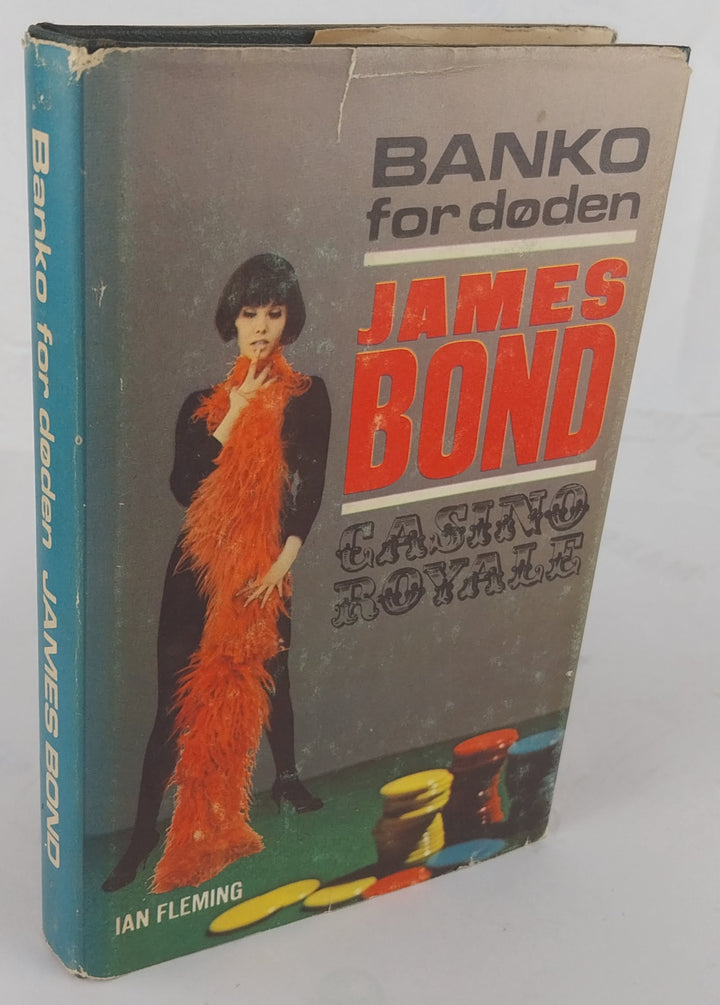 Banko for døden JAMES BOND
BANKO
for døden
JAMES
BOND
CASINO
ROYALE
IAN FLEMING